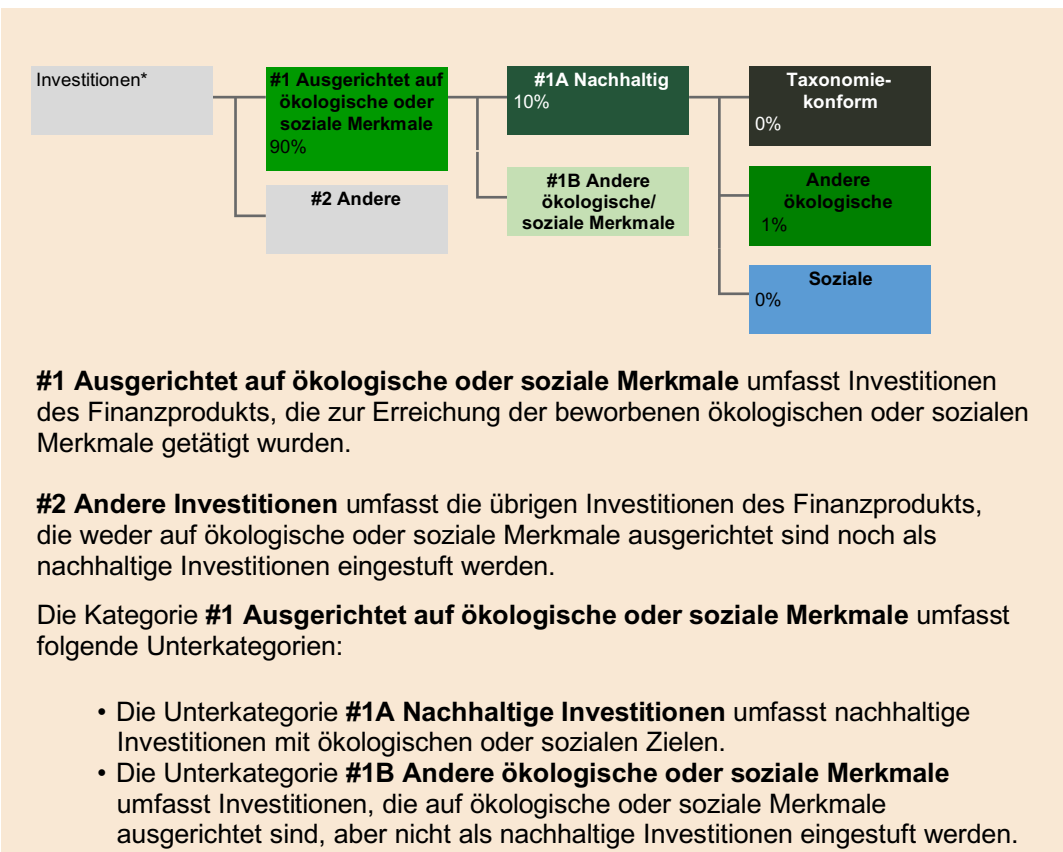 Investitionen*
#1 Ausgerichtet auf
ökologische oder
soziale Merkmale
90%
#2 Andere
#1A Nachhaltig
10%
#1B Andere
ökologische/
soziale Merkmale
Taxonomie-
konform
0%
Andere
ökologische
1%
Soziale
0%
#1 Ausgerichtet auf ökologische oder soziale Merkmale umfasst Investitionen
des Finanzprodukts, die zur Erreichung der beworbenen ökologischen oder sozialen
Merkmale getätigt wurden.
#2 Andere Investitionen umfasst die übrigen Investitionen des Finanzprodukts,
die weder auf ökologische oder soziale Merkmale ausgerichtet sind noch als
nachhaltige Investitionen eingestuft werden.
Die Kategorie #1 Ausgerichtet auf ökologische oder soziale Merkmale umfasst
folgende Unterkategorien:
• Die Unterkategorie #1A Nachhaltige Investitionen umfasst nachhaltige
Investitionen mit ökologischen oder sozialen Zielen.
• Die Unterkategorie #1B Andere ökologische oder soziale Merkmale
umfasst Investitionen, die auf ökologische oder soziale Merkmale
ausgerichtet sind, aber nicht als nachhaltige Investitionen eingestuft werden.